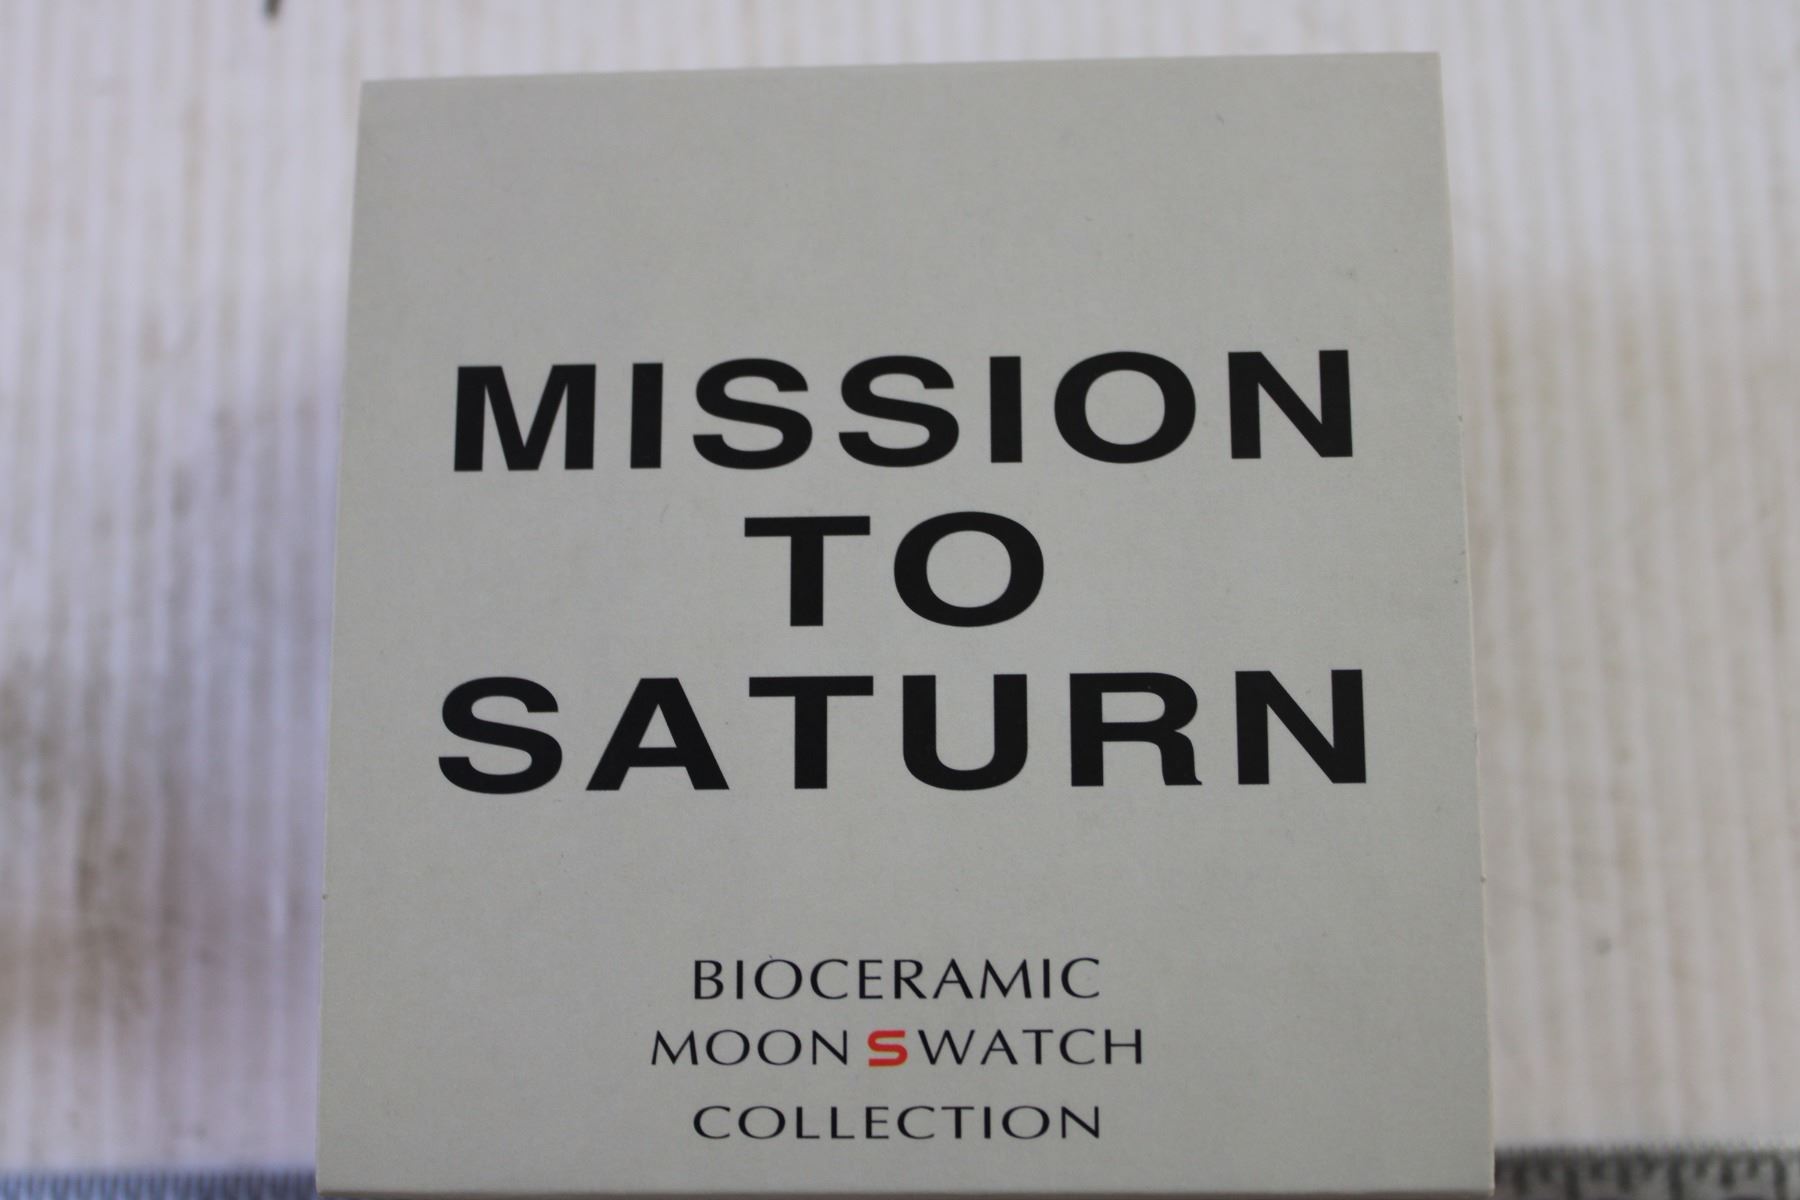 MISSION
TO
SATURN
BIOCERAMIC
MOONSWATCH
COLLECTION